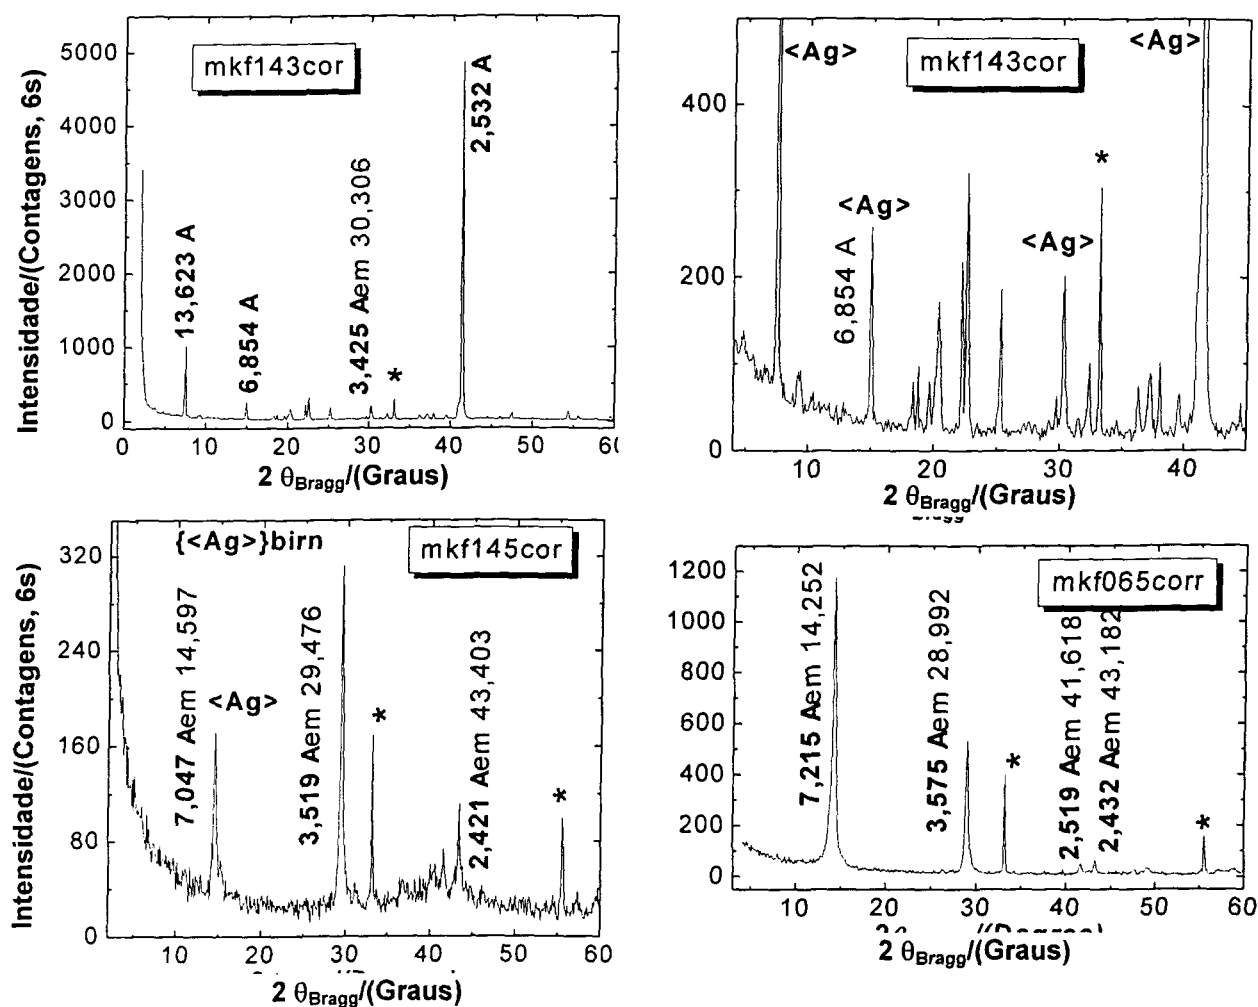 Intensidade/(Contagens, 6s)
5000
4000
3000
2000
1000
0
mkf143cor
13,623 A
6,854 A
3,425 Aem 30,306
*
2,532 A
0 10 20 30 40 50
2 θBragg/(Graus)
400
200
0
<Ag>
mkf143cor
<Ag>
<Ag>
6,854 A
<Ag>
*
10 20 30 40
2 θBragg/(Graus)
Intensidade/(Contagens, 6s)
320
240
160
80
0
{<Ag>}birn
mkf145cor
7,047 Aem 14,597
<Ag>
3,519 Aem 29,476
*
2,421 Aem 43,403
*
10 20 30 40 50 60
2 θBragg/(Graus)
1200
1000
800
600
400
200
0
mkf065corr
7,215 Aem 14,252
3,575 Aem 28,992
*
2,519 Aem 41,618
2,432 Aem 43,182
*
10 20 30 40 50 60
2 θBragg/(Graus)